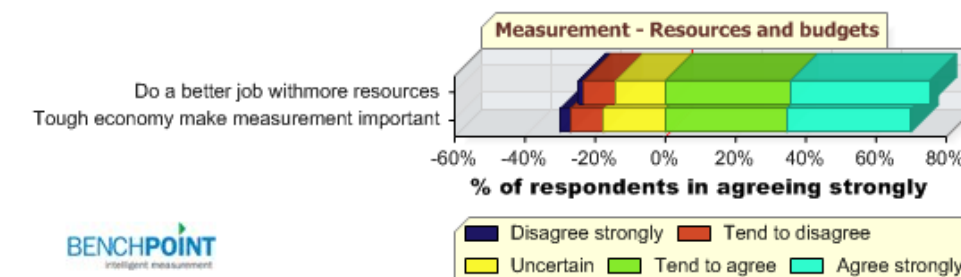 Measurement - Resources and budgets
Do a better job withmore resources
Tough economy make measurement important
-60% -40% -20% 0% 20% 40% 60% 80%
% of respondents in agreeing strongly
Disagree strongly Tend to disagree
Uncertain Tend to agree Agree strongly
BENCHPOINT
intelligent measurement